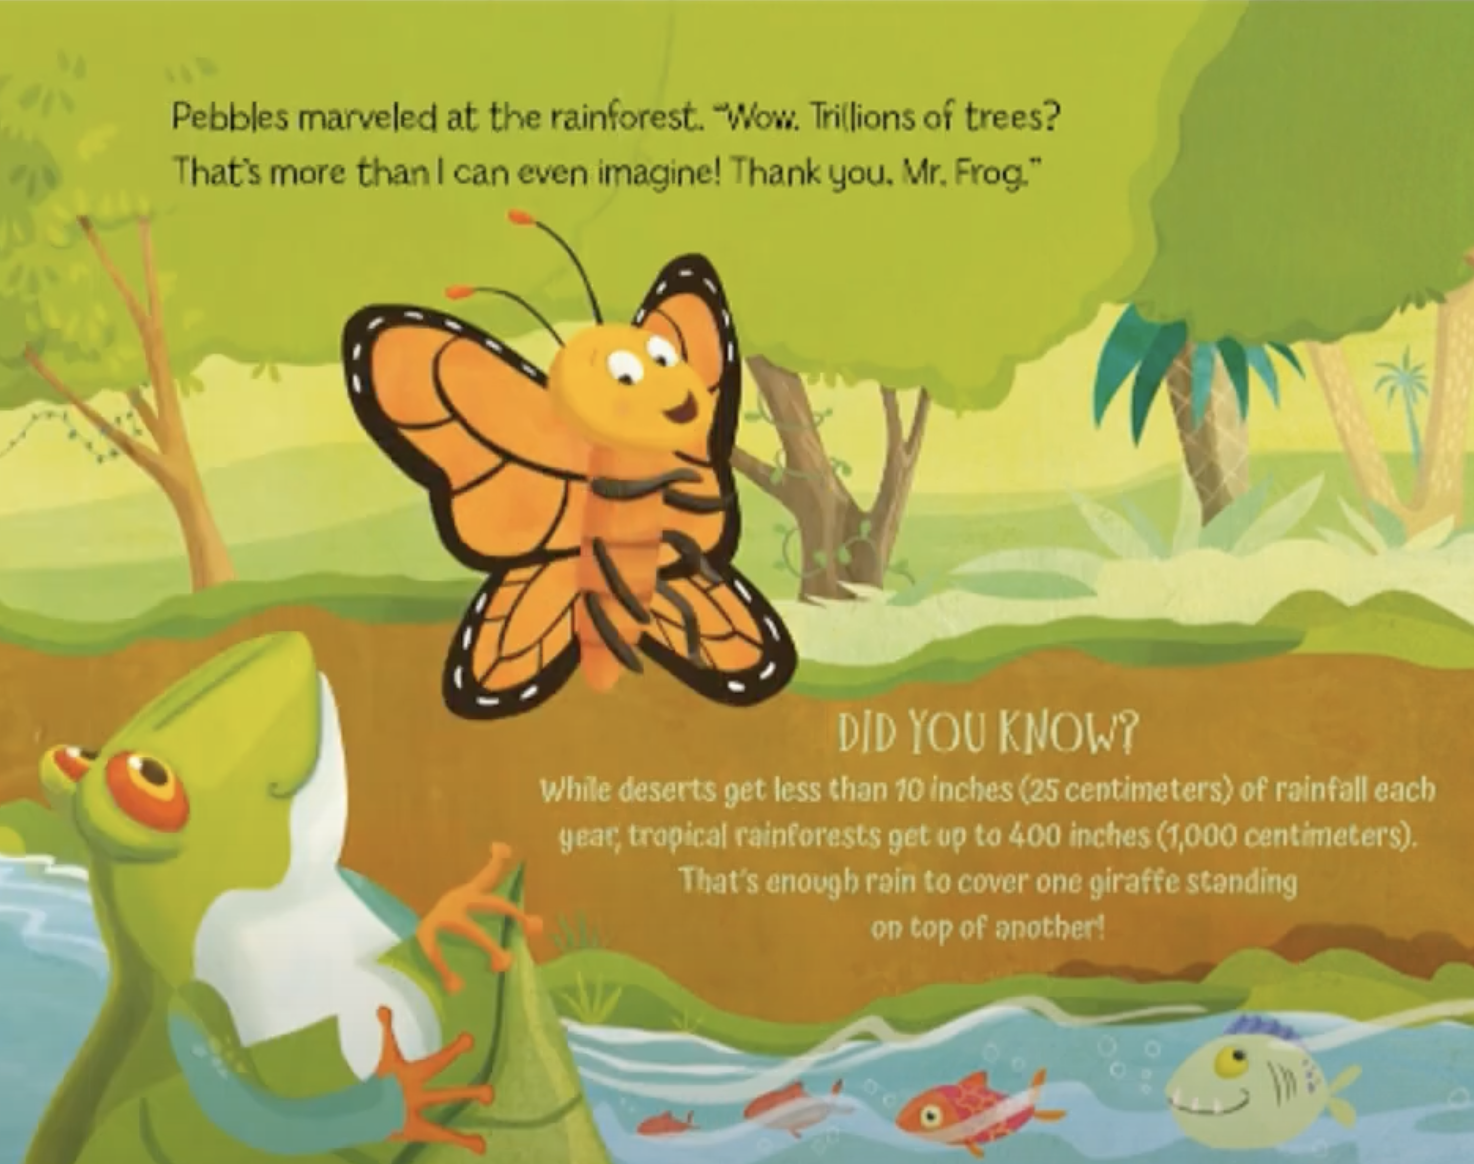 Pebbles marveled at the rainforest. “Wow. Trillions of trees?
That’s more than I can even imagine! Thank you, Mr. Frog.”
DID YOU KNOW?
While deserts get less than 10 inches (25 centimeters) of rainfall each
year, tropical rainforests get up to 400 inches (1,000 centimeters).
That’s enough rain to cover one giraffe standing
on top of another!